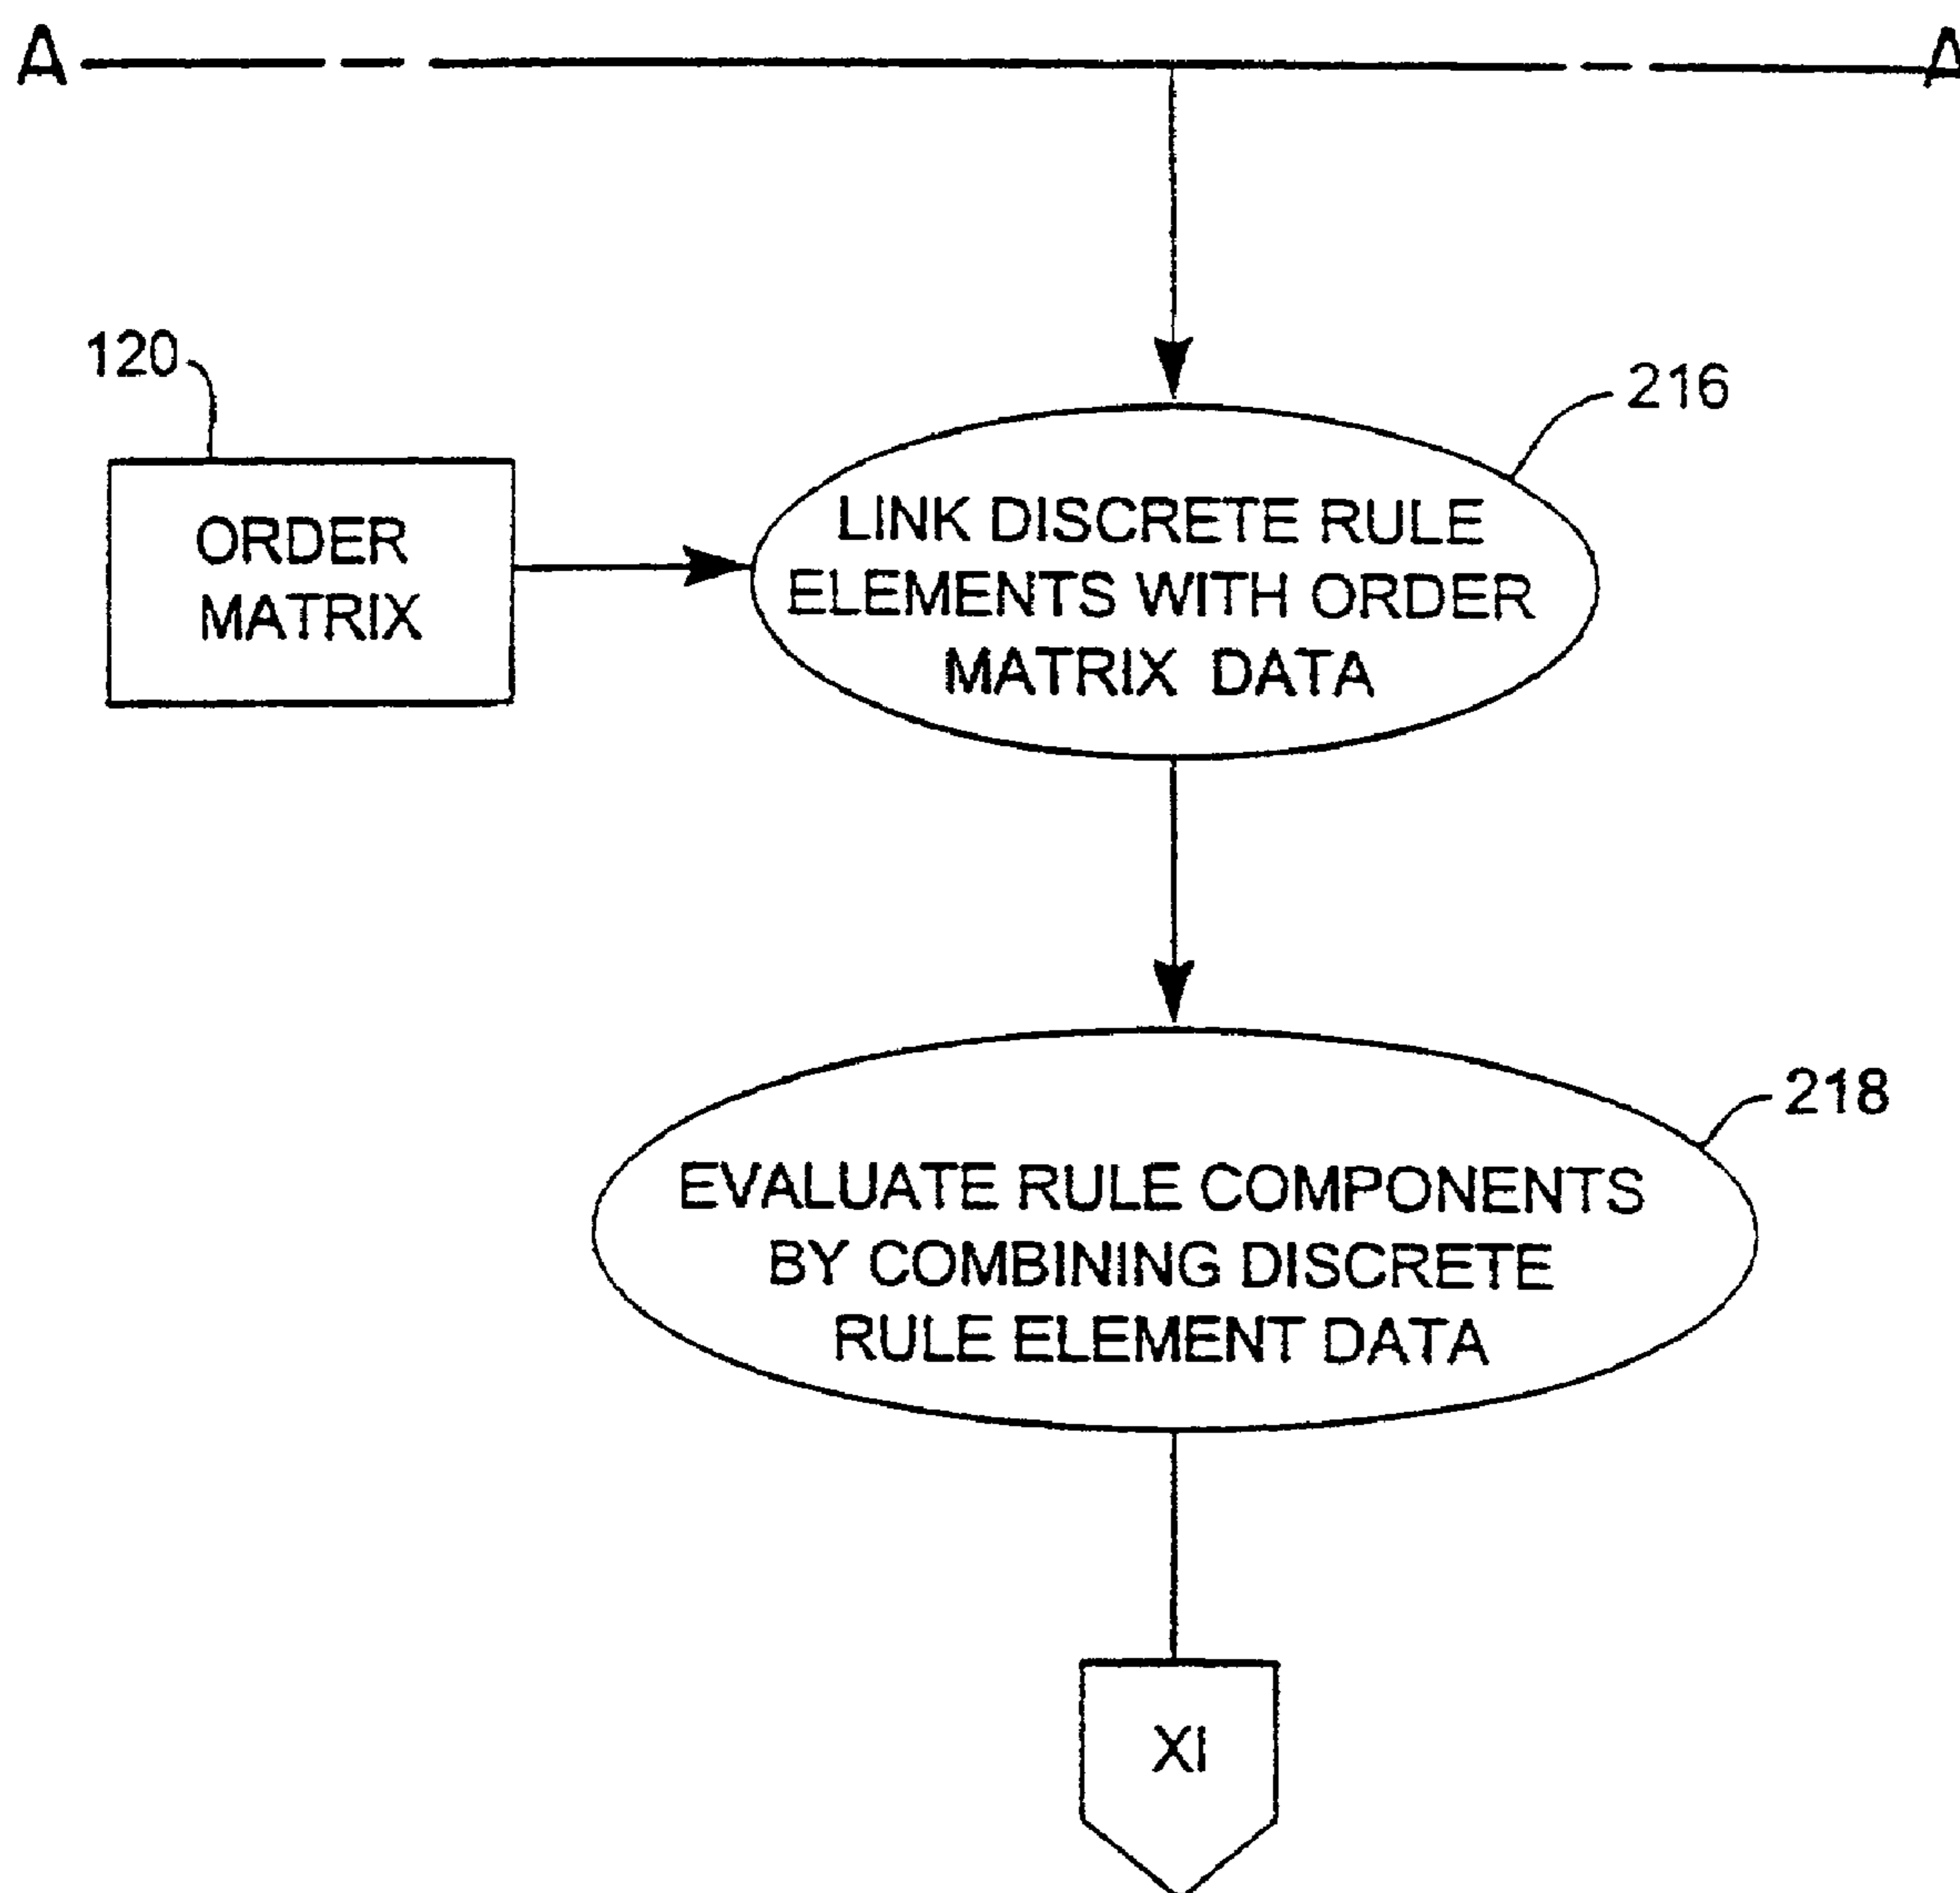 A A
120
216
ORDER
MATRIX
LINK DISCRETE RULE
ELEMENTS WITH ORDER
MATRIX DATA
218
EVALUATE RULE COMPONENTS
BY COMBINING DISCRETE
RULE ELEMENT DATA
XI